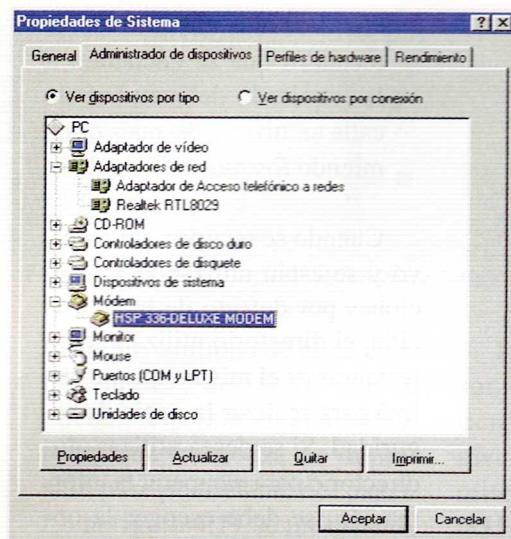 Propiedades de Sistema
General Administrador de dispositivos Perfiles de hardware Rendimiento
Ver dispositivos por tipo Ver dispositivos por conexión
PC
Adaptador de vídeo
Adaptadores de red
Adaptador de Acceso telefónico a redes
Realtek RTL8029
CD-ROM
Controladores de disco duro
Controladores de disquete
Dispositivos de sistema
Módem
HSP 336-DELUXE MODEM
Monitor
Mouse
Puertos (COM y LPT)
Teclado
Unidades de disco
Propiedades Actualizar Quitar Imprimir...
Aceptar Cancelar